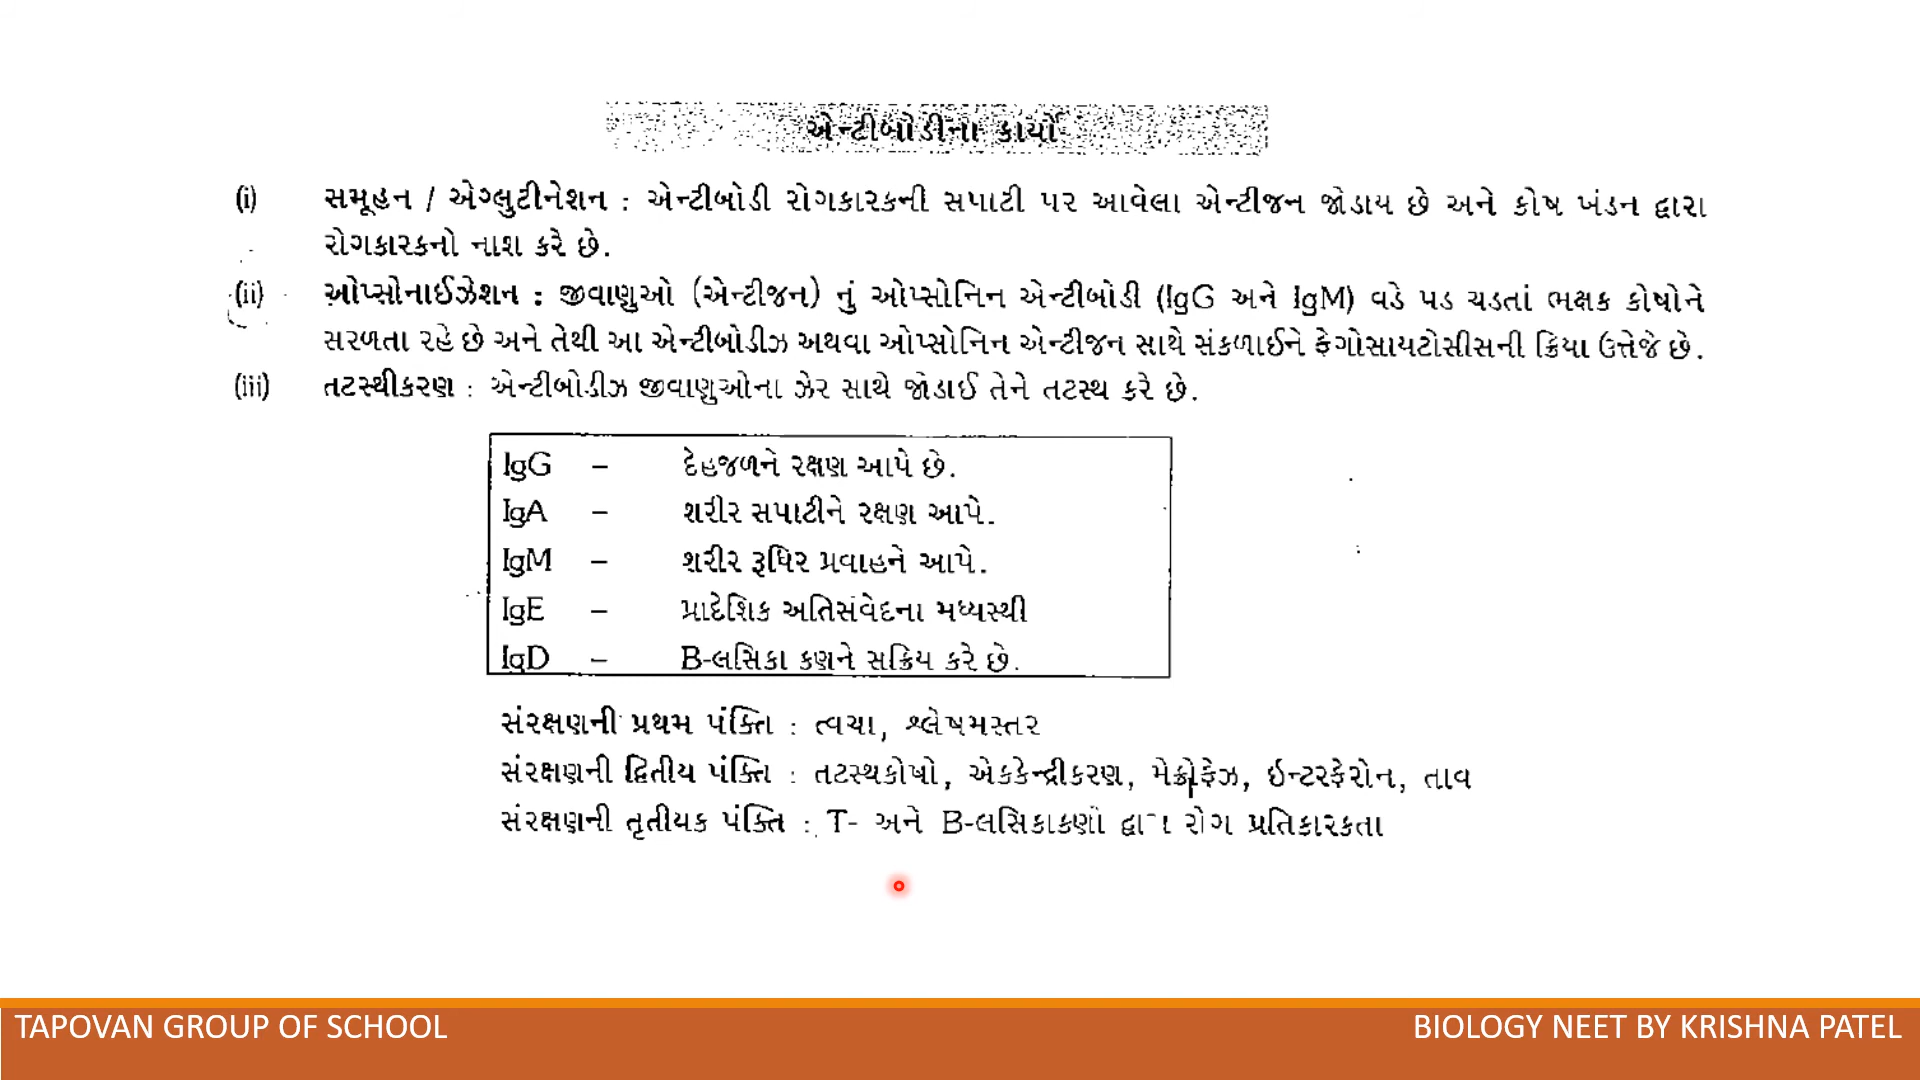 એન્ટીબોડીના કાર્યો
(i) સમૂહન / એગ્લુટીનેશન : એન્ટીબોડી રોગકારકની સપાટી પર આવેલા એન્ટીજન જોડાય છે અને કોષ ખંડન દ્વારા
રોગકારકનો નાશ કરે છે.
(ii) ઓપ્સોનાઈઝેશન : જીવાણુઓ (એન્ટીજન) નું ઓપ્સોનિન એન્ટીબોડી (IgG અને IgM) વડે પડ ચડતાં ભક્ષક કોષોને
સરળતા રહે છે અને તેથી આ એન્ટીબોડીઝ અથવા ઓપ્સોનિન એન્ટીજન સાથે સંકળાઈને ફેગોસાયટોસીસની ક્રિયા ઉત્તેજે છે.
(iii) તટસ્થીકરણ : એન્ટીબોડીઝ જીવાણુઓના ઝેર સાથે જોડાઈ તેને તટસ્થ કરે છે.
IgG – દેહજળને રક્ષણ આપે છે.
IgA – શરીર સપાટીને રક્ષણ આપે.
IgM – શરીર રૂધિર પ્રવાહને આપે.
IgE – પ્રાદેશિક અતિસંવેદના મધ્યસ્થી
IgD – B-લસિકા કણને સક્રિય કરે છે.
સંરક્ષણની પ્રથમ પંક્તિ : ત્વચા, શ્લેષમસ્તર
સંરક્ષણની દ્વિતીય પંક્તિ : તટસ્થકોષો, એકકેન્દ્રીકરણ, મેક્રોફેઝ, ઈન્ટરફેરોન, તાવ
સંરક્ષણની તૃતીયક પંક્તિ : T- અને B-લસિકાકણો દ્વારા રોગ પ્રતિકારકતા
TAPOVAN GROUP OF SCHOOL
BIOLOGY NEET BY KRISHNA PATEL